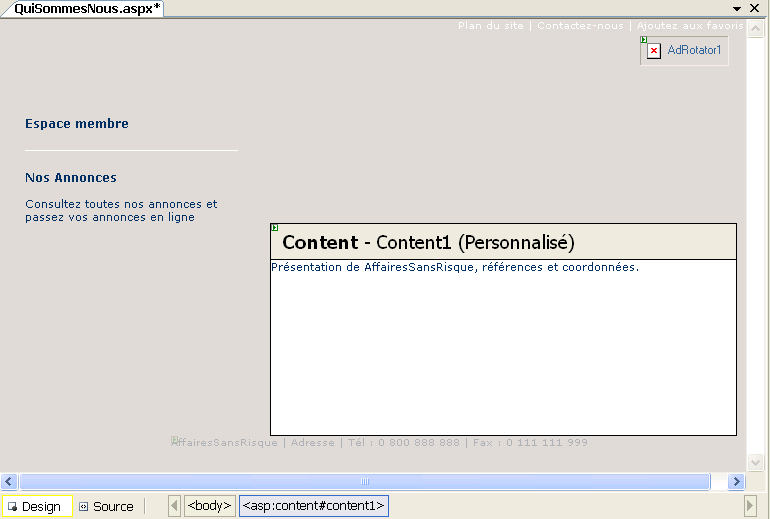 QuiSommesNous.aspx*
Plan du site | Contactez-nous | Ajoutez aux favoris
AdRotator1
Espace membre
Nos Annonces
Consultez toutes nos annonces et
passez vos annonces en ligne
Content - Content1 (Personnalisé)
Présentation de AffairesSansRisque, références et coordonnées.
AffairesSansRisque | Adresse | Tél : 0 800 888 888 | Fax : 0 111 111 999
Design Source <body> <asp:content#content1>